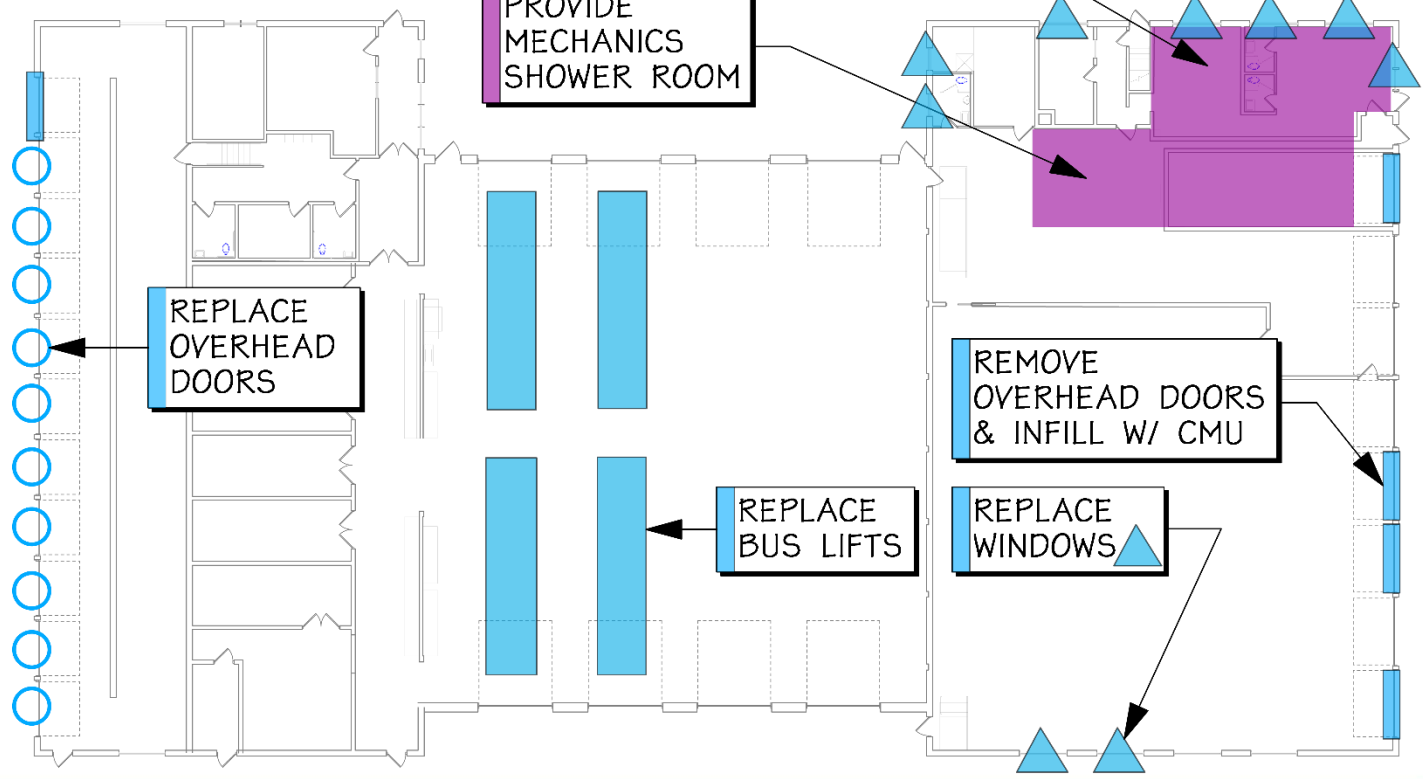 PROVIDE
MECHANICS
SHOWER ROOM
REPLACE
OVERHEAD
DOORS
REMOVE
OVERHEAD DOORS
& INFILL W/ CMU
REPLACE
BUS LIFTS
REPLACE
WINDOWS